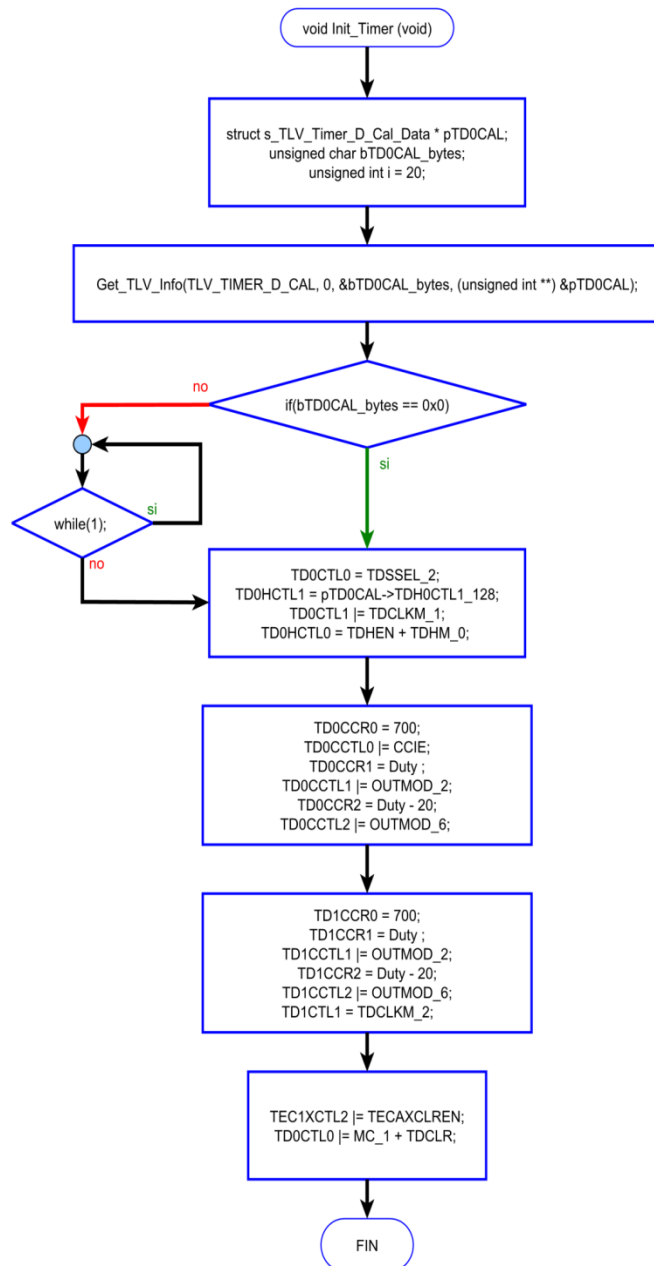 void Init_Timer (void)
struct s_TLV_Timer_D_Cal_Data * pTD0CAL;
unsigned char bTD0CAL_bytes;
unsigned int i = 20;
Get_TLV_Info(TLV_TIMER_D_CAL, 0, &bTD0CAL_bytes, (unsigned int **) &pTD0CAL);
no
if(bTD0CAL_bytes == 0x0)
si
si
while(1);
no
TD0CTL0 = TDSSEL_2;
TD0HCTL1 = pTD0CAL->TDH0CTL1_128;
TD0CTL1 |= TDCLKM_1;
TD0HCTL0 = TDHEN + TDHM_0;
TD0CCR0 = 700;
TD0CCTL0 |= CCIE;
TD0CCR1 = Duty ;
TD0CCTL1 |= OUTMOD_2;
TD0CCR2 = Duty - 20;
TD0CCTL2 |= OUTMOD_6;
TD1CCR0 = 700;
TD1CCR1 = Duty ;
TD1CCTL1 |= OUTMOD_2;
TD1CCR2 = Duty - 20;
TD1CCTL2 |= OUTMOD_6;
TD1CTL1 = TDCLKM_2;
TEC1XCTL2 |= TECAXCLREN;
TD0CTL0 |= MC_1 + TDCLR;
FIN